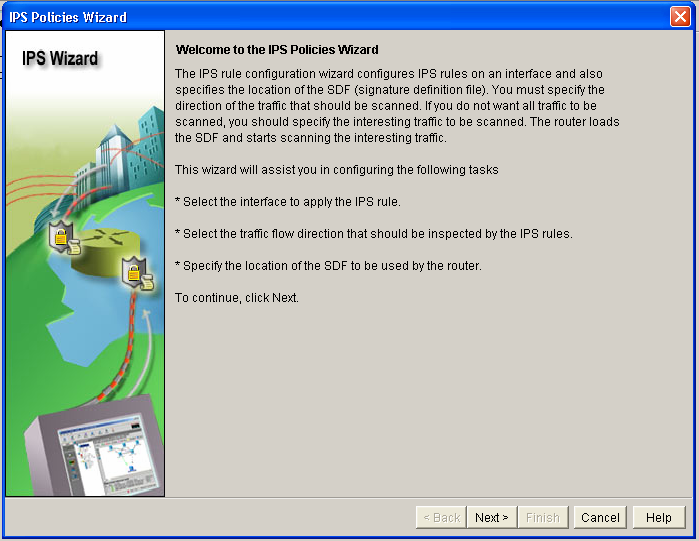 IPS Policies Wizard
IPS Wizard
Welcome to the IPS Policies Wizard
The IPS rule configuration wizard configures IPS rules on an interface and also
specifies the location of the SDF (signature definition file). You must specify the
direction of the traffic that should be scanned. If you do not want all traffic to be
scanned, you should specify the interesting traffic to be scanned. The router loads
the SDF and starts scanning the interesting traffic.
This wizard will assist you in configuring the following tasks
* Select the interface to apply the IPS rule.
* Select the traffic flow direction that should be inspected by the IPS rules.
* Specify the location of the SDF to be used by the router.
To continue, click Next.
< Back Next > Finish Cancel Help